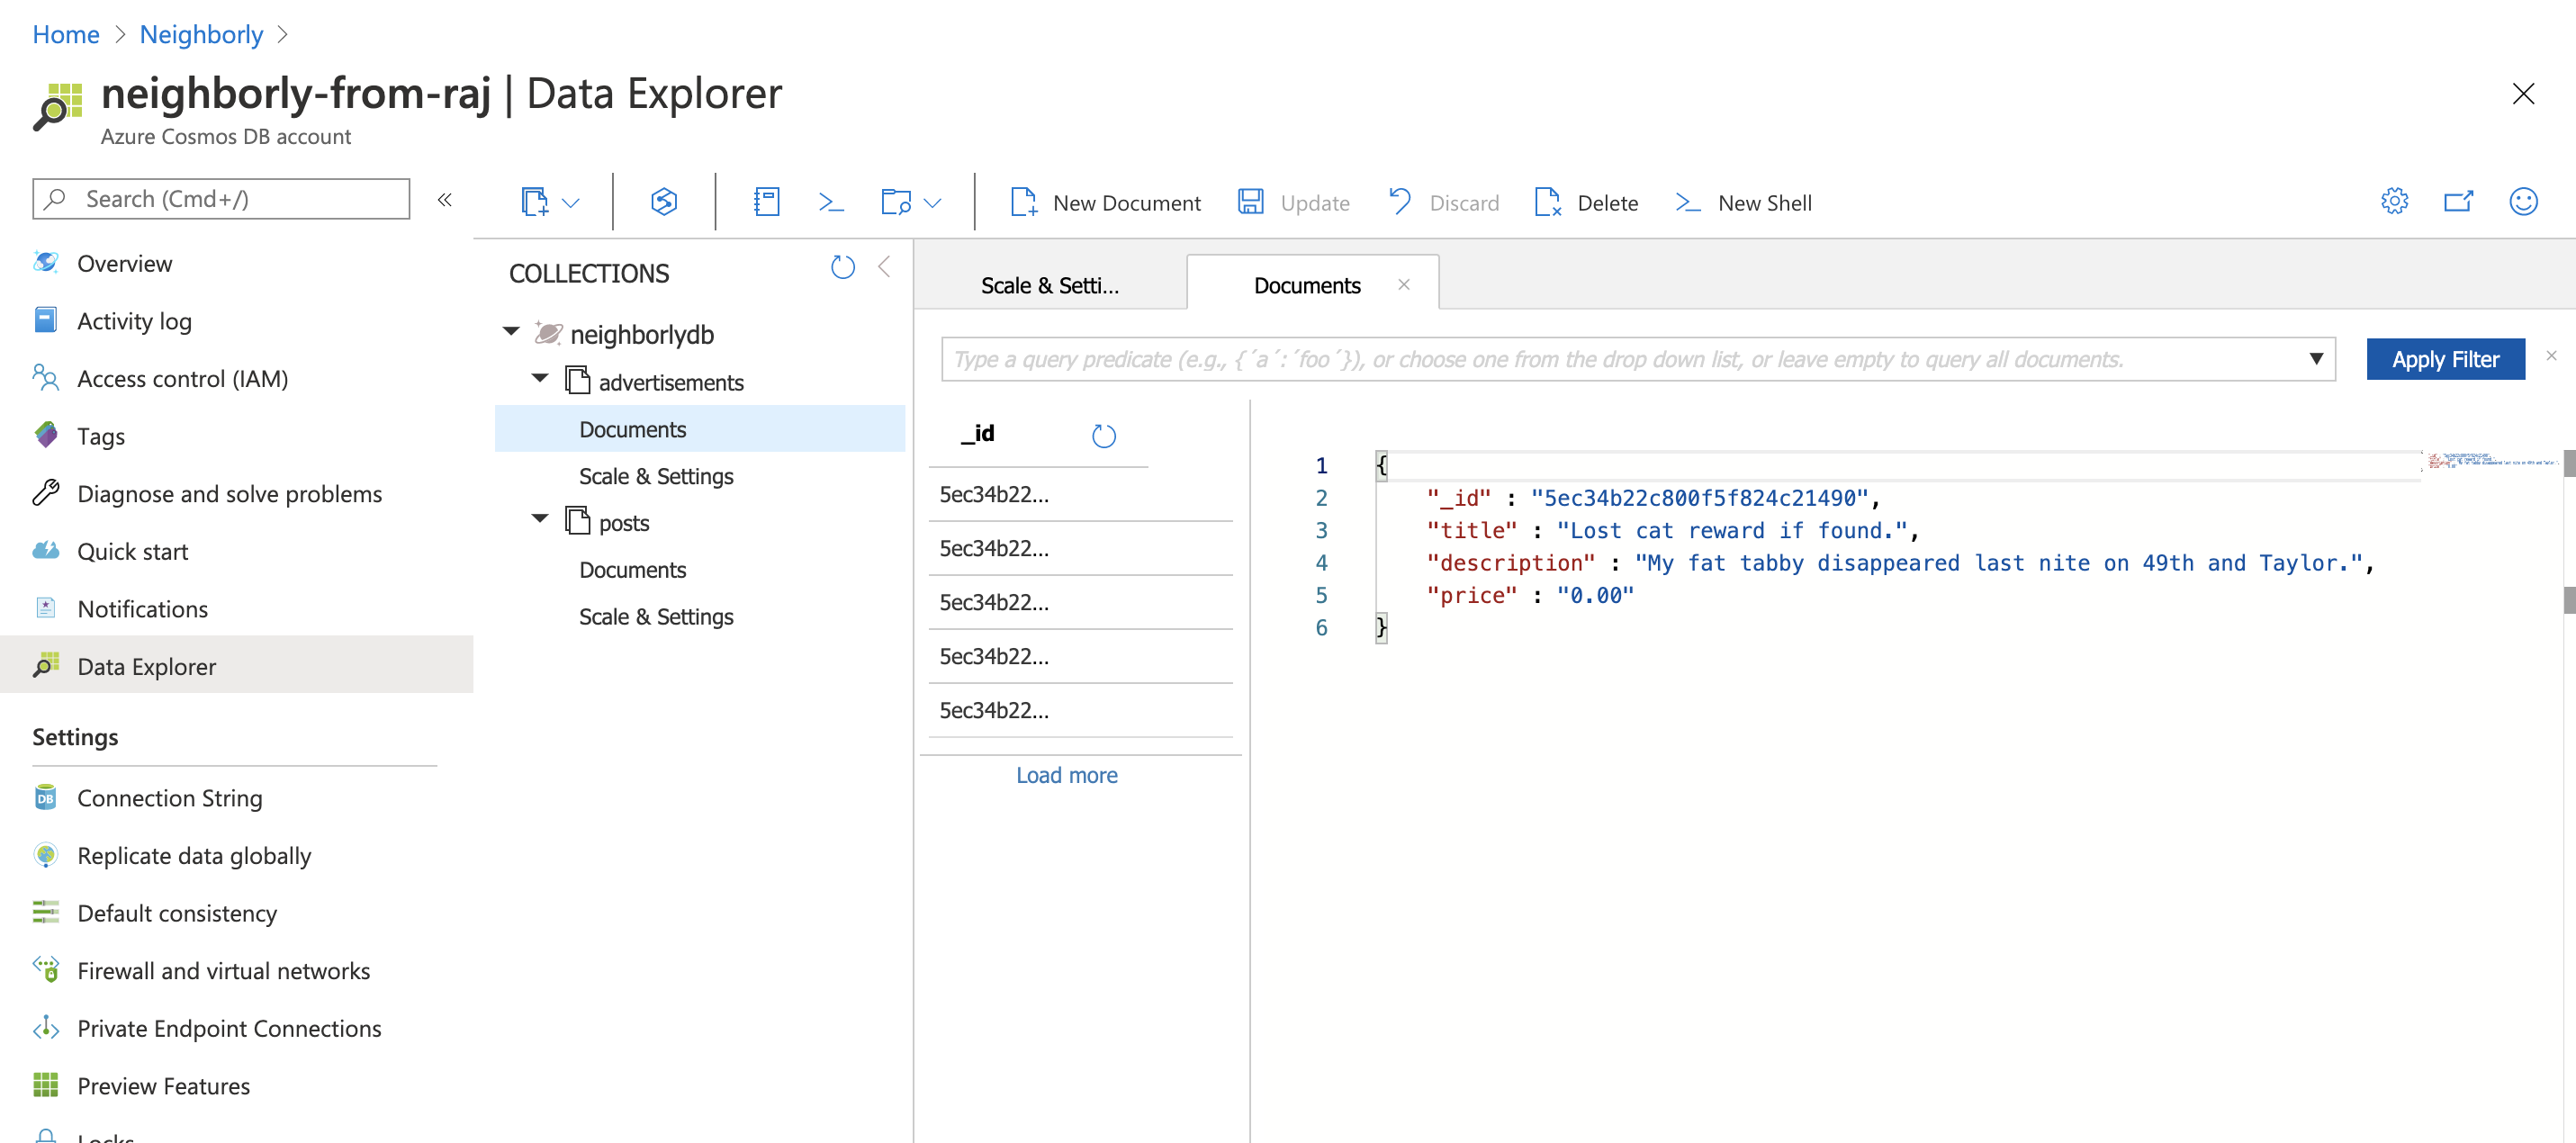 Home > Neighborly >
neighborly-from-raj | Data Explorer
Azure Cosmos DB account
Search (Cmd+/)
«
New Document
Update
Discard
Delete
New Shell
Overview
Activity log
Access control (IAM)
Tags
Diagnose and solve problems
Quick start
Notifications
Data Explorer
Settings
Connection String
Replicate data globally
Default consistency
Firewall and virtual networks
Private Endpoint Connections
Preview Features
Locks
COLLECTIONS
neighborlydb
advertisements
Documents
Scale & Settings
posts
Documents
Scale & Settings
Scale & Setti...
Documents
Type a query predicate (e.g., {´a´:´foo´}), or choose one from the drop down list, or leave empty to query all documents.
Apply Filter
_id
5ec34b22...
5ec34b22...
5ec34b22...
5ec34b22...
5ec34b22...
Load more
1 {
2 "_id" : "5ec34b22c800f5f824c21490",
3 "title" : "Lost cat reward if found.",
4 "description" : "My fat tabby disappeared last nite on 49th and Taylor.",
5 "price" : "0.00"
6 }